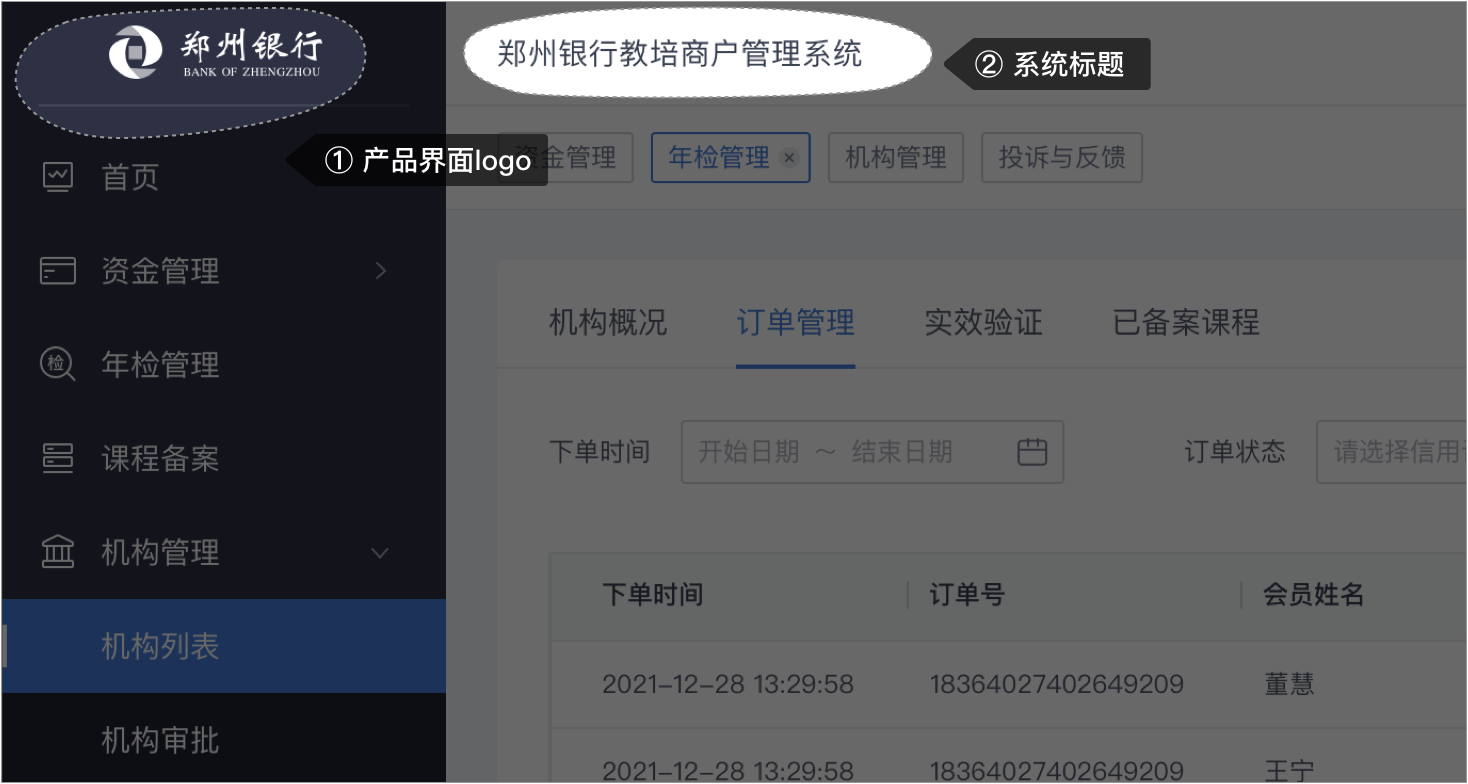 郑州银行
BANK OF ZHENGZHOU
郑州银行教培商户管理系统
② 系统标题
① 产品界面logo
首页
资金管理
年检管理
课程备案
机构管理
机构列表
机构审批
资金管理 年检管理 × 机构管理 投诉与反馈
机构概况 订单管理 实效验证 已备案课程
下单时间 开始日期 ~ 结束日期 订单状态 请选择信用
下单时间 订单号 会员姓名
2021-12-28 13:29:58 18364027402649209 董慧
2021-12-28 13:29:58 18364027402649209 王宁